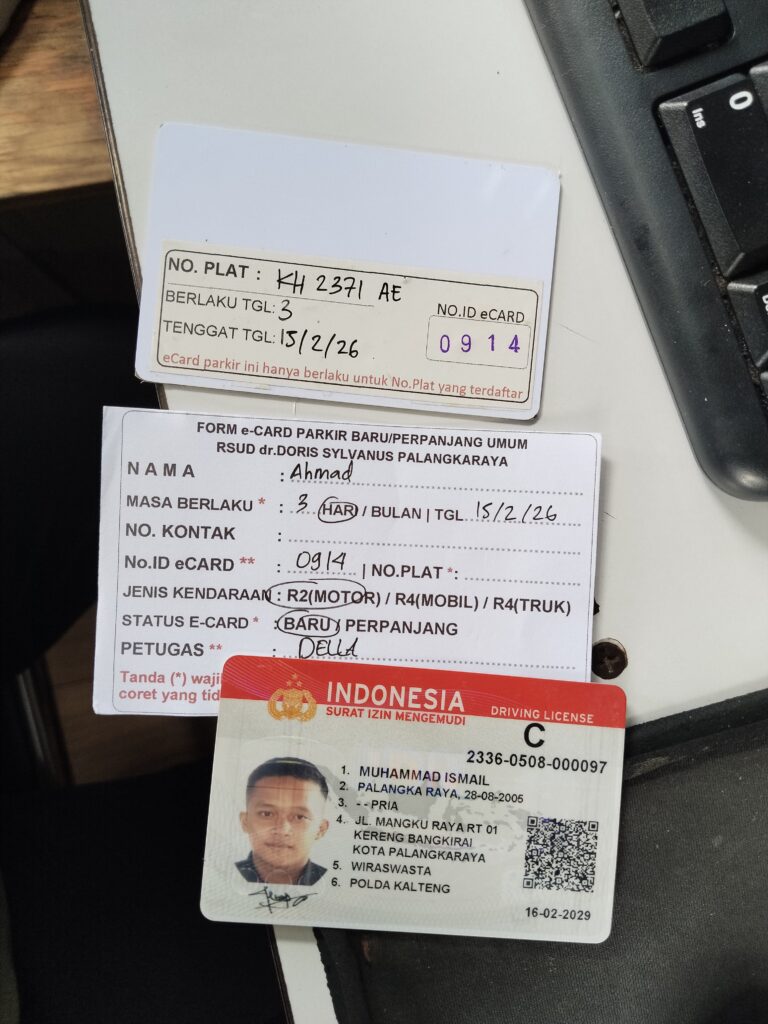 Ins
0
NO. PLAT : KH 2371 AE
BERLAKU TGL: 3
TENGGAT TGL: 15/2/26
NO.ID eCARD
0914
eCard parkir ini hanya berlaku untuk No.Plat yang terdaftar
FORM e-CARD PARKIR BARU/PERPANJANG UMUM
RSUD dr.DORIS SYLVANUS PALANGKARAYA
NAMA : Ahmad
MASA BERLAKU * : 3 HARI / BULAN | TGL 15/2/26
NO. KONTAK :
No.ID eCARD ** : 0914 | NO.PLAT *:
JENIS KENDARAAN : R2(MOTOR) / R4(MOBIL) / R4(TRUK)
STATUS E-CARD * : BARU / PERPANJANG
PETUGAS ** : DELLA
Tanda (*) waji
coret yang tid
INDONESIA
SURAT IZIN MENGEMUDI
DRIVING LICENSE
C
2336-0508-000097
1. MUHAMMAD ISMAIL
2. PALANGKA RAYA, 28-08-2005
3. - - PRIA
4. JL. MANGKU RAYA RT 01
KERENG BANGKIRAI
KOTA PALANGKARAYA
5. WIRASWASTA
6. POLDA KALTENG
16-02-2029